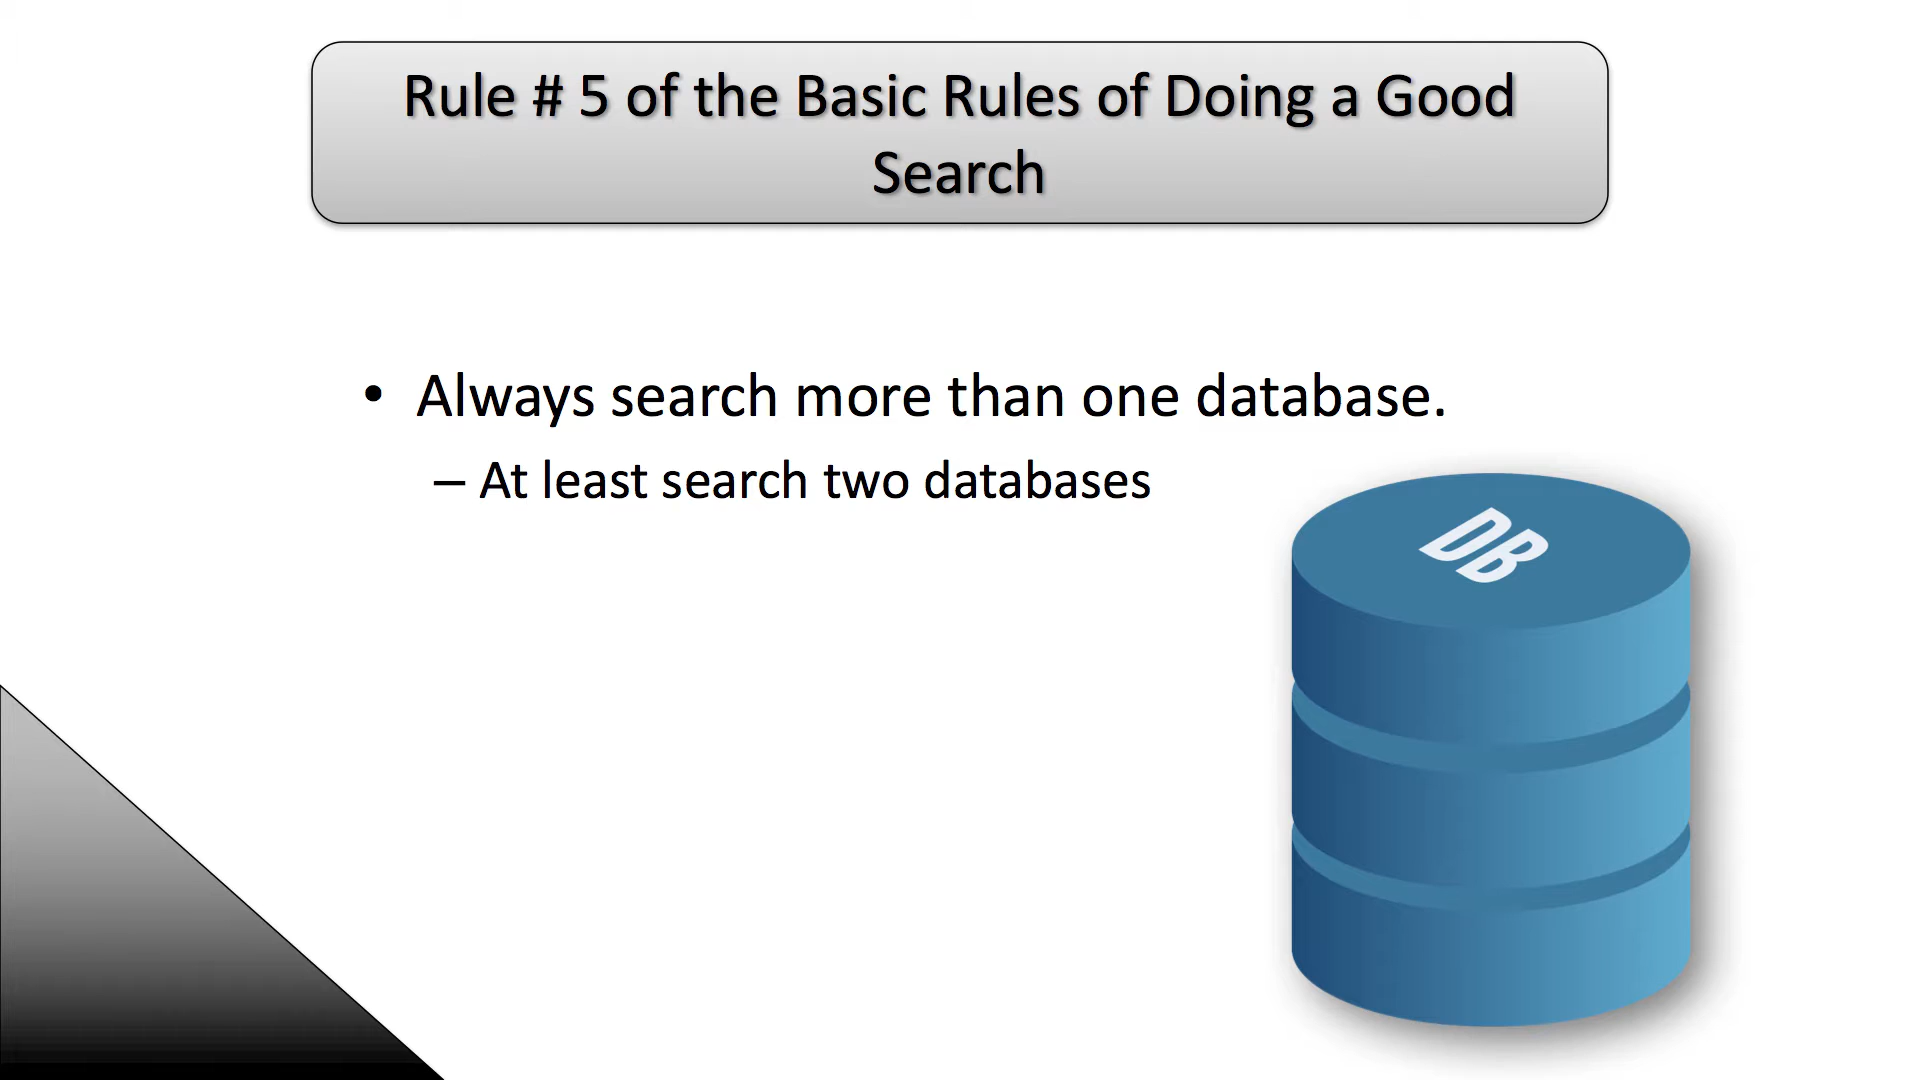 Rule # 5 of the Basic Rules of Doing a Good
Search
• Always search more than one database.
– At least search two databases
DB